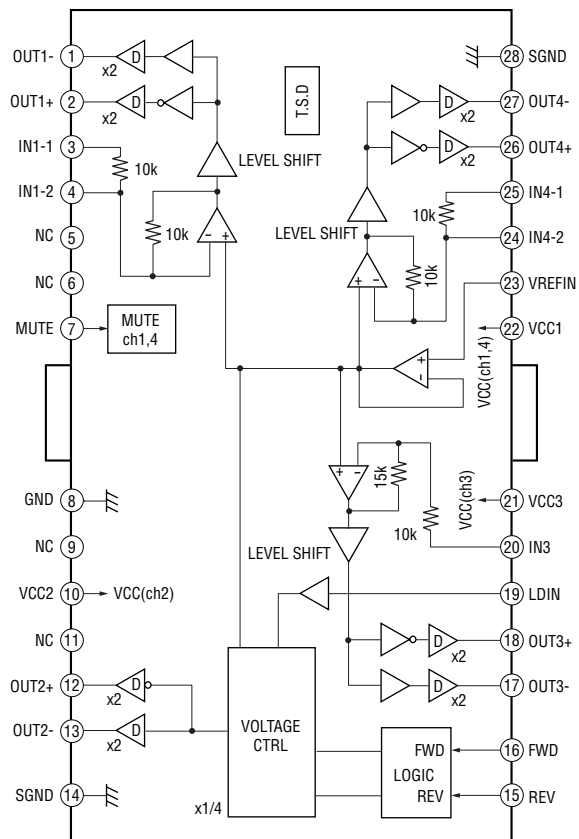 OUT1- 1
x2 D
OUT1+ 2
x2 D
IN1-1 3
10k
IN1-2 4
NC 5
10k
NC 6
MUTE 7
MUTE
ch1,4
LEVEL SHIFT
- +
T.S.D
GND 8
NC 9
VCC2 10 VCC(ch2)
NC 11
OUT2+ 12
x2 D
OUT2- 13
x2 D
SGND 14
28 SGND
27 OUT4-
D x2
26 OUT4+
D x2
25 IN4-1
10k
24 IN4-2
LEVEL SHIFT
+ -
10k
23 VREFIN
22 VCC1
VCC(ch1,4)
+
-
+ -
15k
VCC(ch3)
21 VCC3
10k
20 IN3
LEVEL SHIFT
19 LDIN
18 OUT3+
D x2
17 OUT3-
D x2
VOLTAGE
CTRL
x1/4
FWD
LOGIC
REV
16 FWD
15 REV